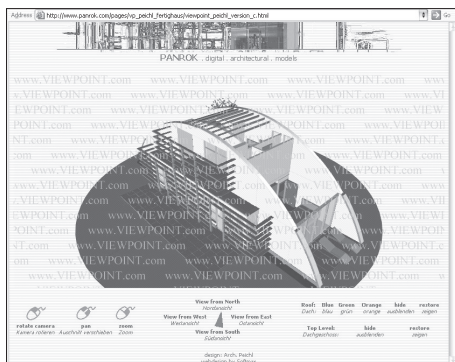 Address http://www.panrok.com/pages/vp_peichl_fertighaus/viewpoint_peichl_version_c.html Go
PANROK . digital . architectural . models
www.VIEWPOINT.com www.VIEWPOINT.com www.VIEWPOINT.com
View from North
Nordansicht
View from West View from East
Westansicht Ostansicht
View from South
Südansicht
rotate camera pan zoom
Kamera rotieren Auschnitt verschieben Zoom
Roof: Blue Green Orange hide restore
Dach: blau grün orange ausblenden zeigen
Top Level: hide restore
Dachgeschoss: ausblenden zeigen
design: Arch. Peichl